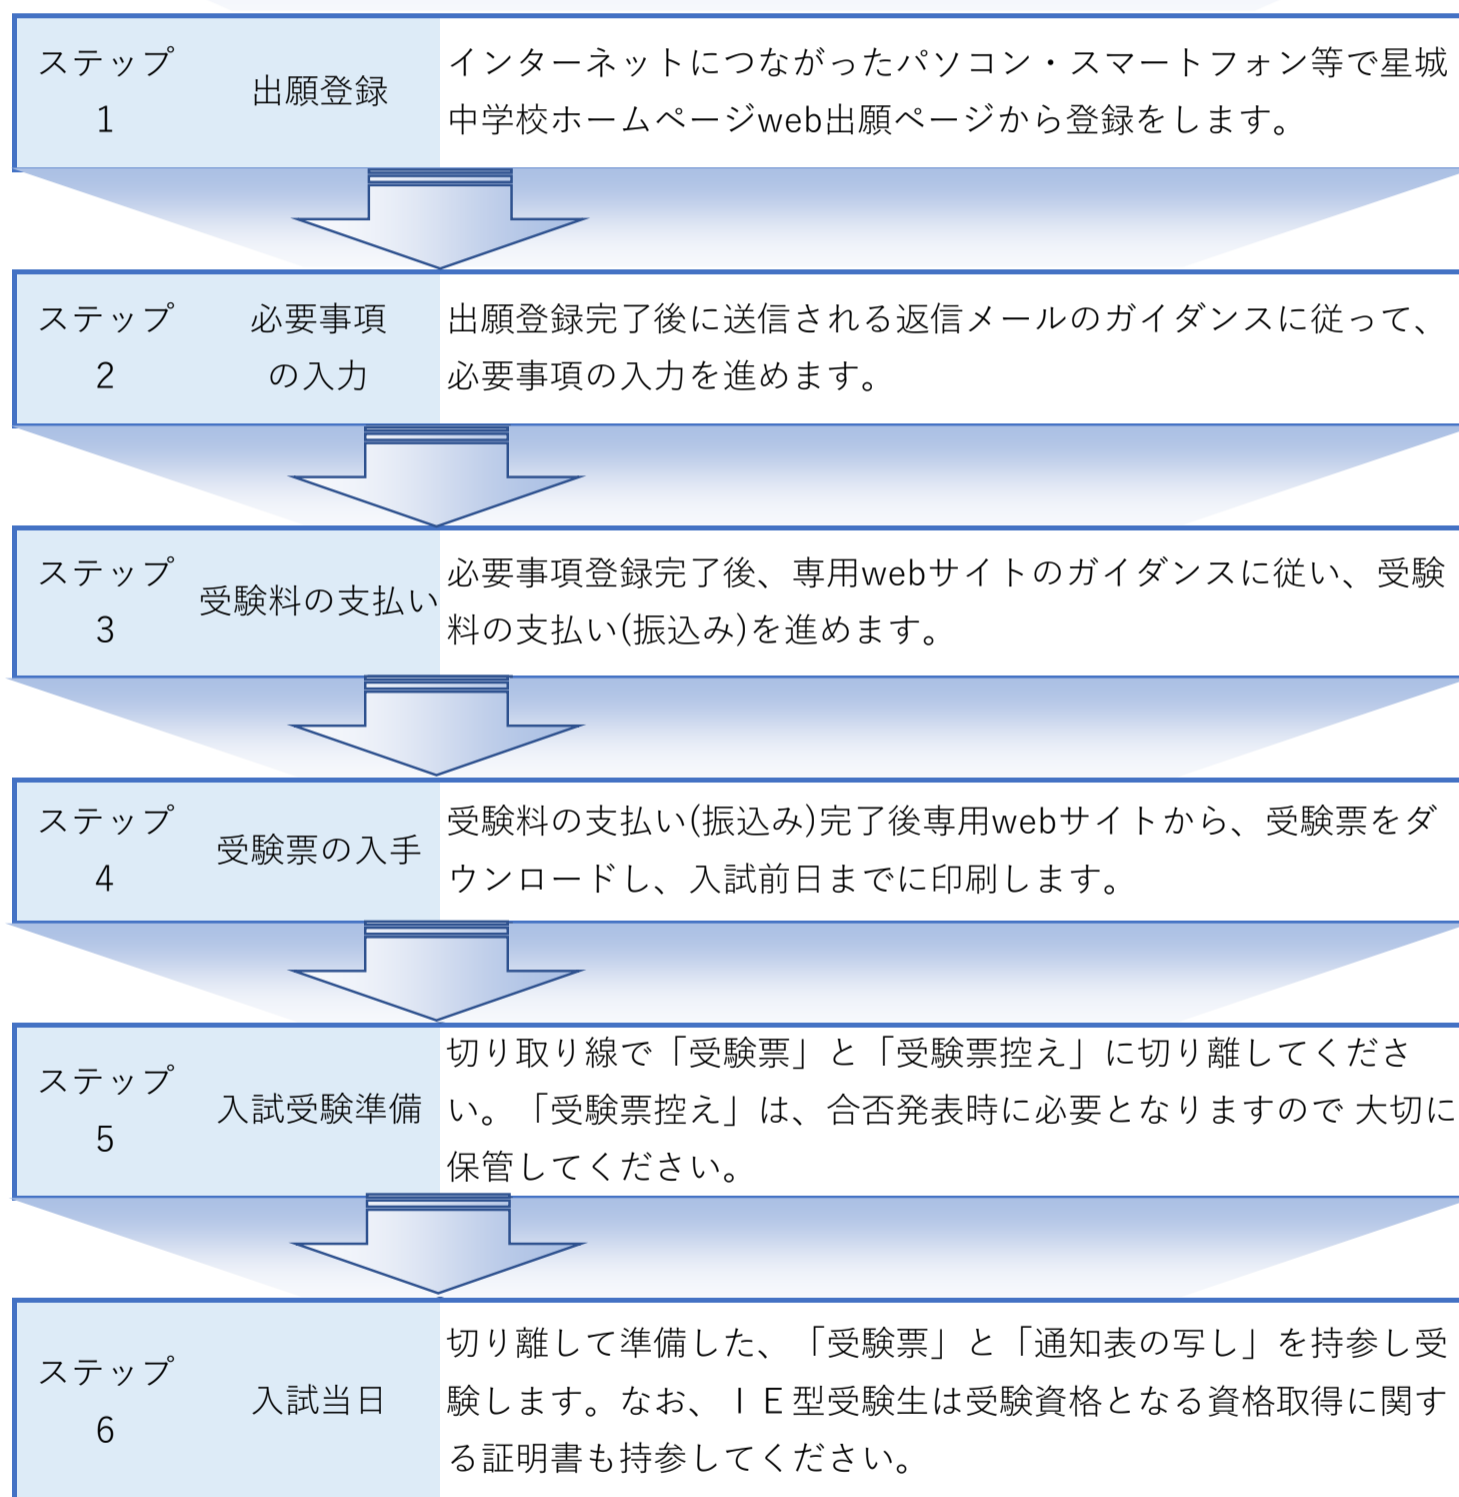 ステップ
1
出願登録
インターネットにつながったパソコン・スマートフォン等で星城
中学校ホームページweb出願ページから登録をします。
ステップ
2
必要事項
の入力
出願登録完了後に送信される返信メールのガイダンスに従って、
必要事項の入力を進めます。
ステップ
3
受験料の支払い
必要事項登録完了後、専用webサイトのガイダンスに従い、受験
料の支払い(振込み)を進めます。
ステップ
4
受験票の入手
受験料の支払い(振込み)完了後専用webサイトから、受験票をダ
ウンロードし、入試前日までに印刷します。
ステップ
5
入試受験準備
切り取り線で「受験票」と「受験票控え」に切り離してくださ
い。「受験票控え」は、合否発表時に必要となりますので 大切に
保管してください。
ステップ
6
入試当日
切り離して準備した、「受験票」と「通知表の写し」を持参し受
験します。なお、ＩＥ型受験生は受験資格となる資格取得に関す
る証明書も持参してください。